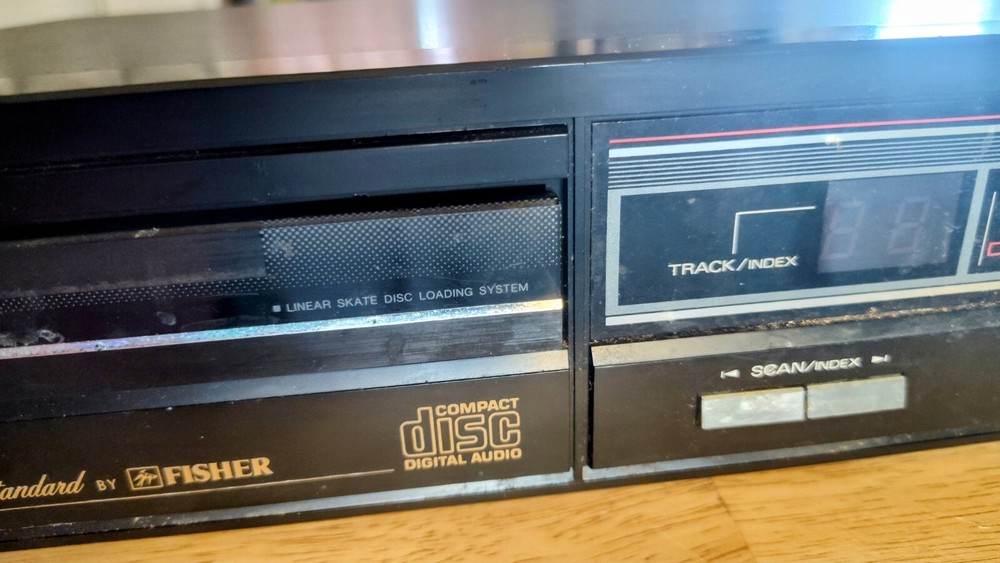 LINEAR SKATE DISC LOADING SYSTEM
TRACK/INDEX
SCAN/INDEX
COMPACT
disc
DIGITAL AUDIO
tandard BY FISHER